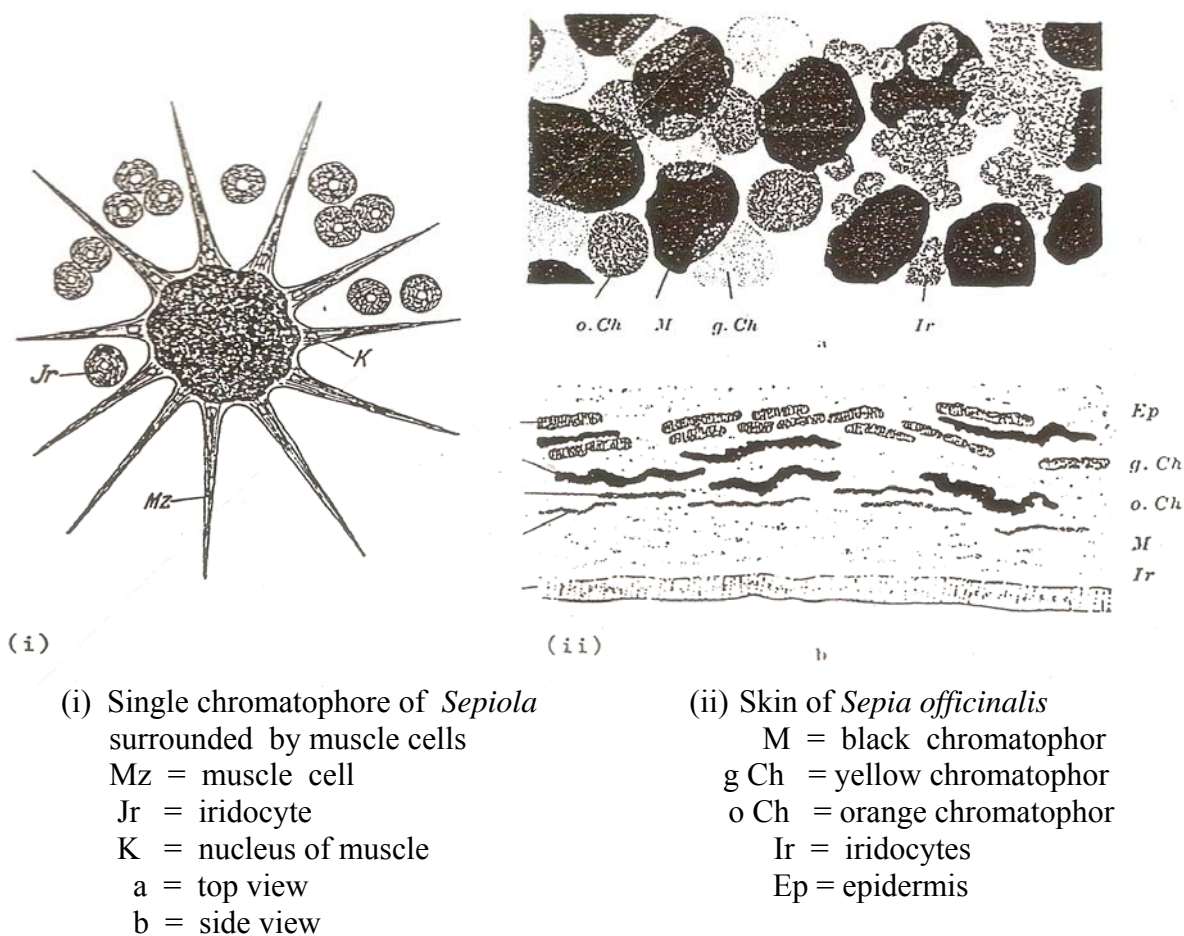 Jr
K
Mz
(i)
o. Ch M g. Ch Ir
a
Ep
g. Ch
o. Ch
M
Ir
(ii)
b
(i) Single chromatophore of Sepiola
surrounded by muscle cells
Mz = muscle cell
Jr = iridocyte
K = nucleus of muscle
a = top view
b = side view
(ii) Skin of Sepia officinalis
M = black chromatophor
g Ch = yellow chromatophor
o Ch = orange chromatophor
Ir = iridocytes
Ep = epidermis